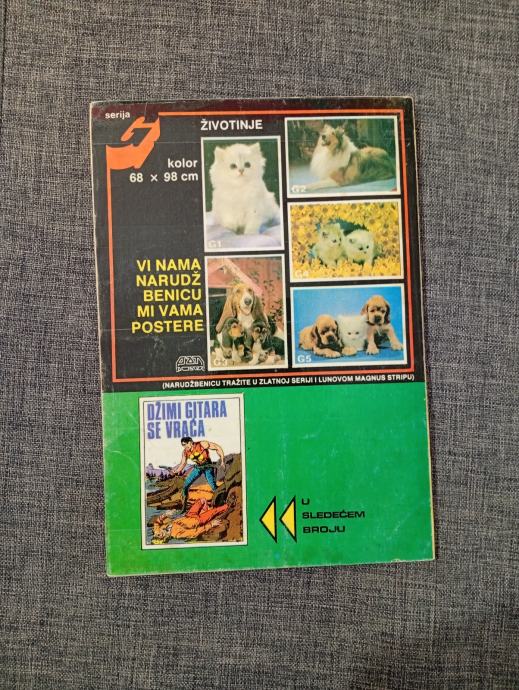 serija
G
ŽIVOTINJE
kolor
68 × 98 cm
G1
G2
G4
G3
G5
VI NAMA
NARUDŽ
BENICU
MI VAMA
POSTERE
(NARUDŽBENICU TRAŽITE U ZLATNOJ SERIJI I LUNOVOM MAGNUS STRIPU)
DŽIMI GITARA
SE VRAĆA
U
SLEDEĆEM
BROJU